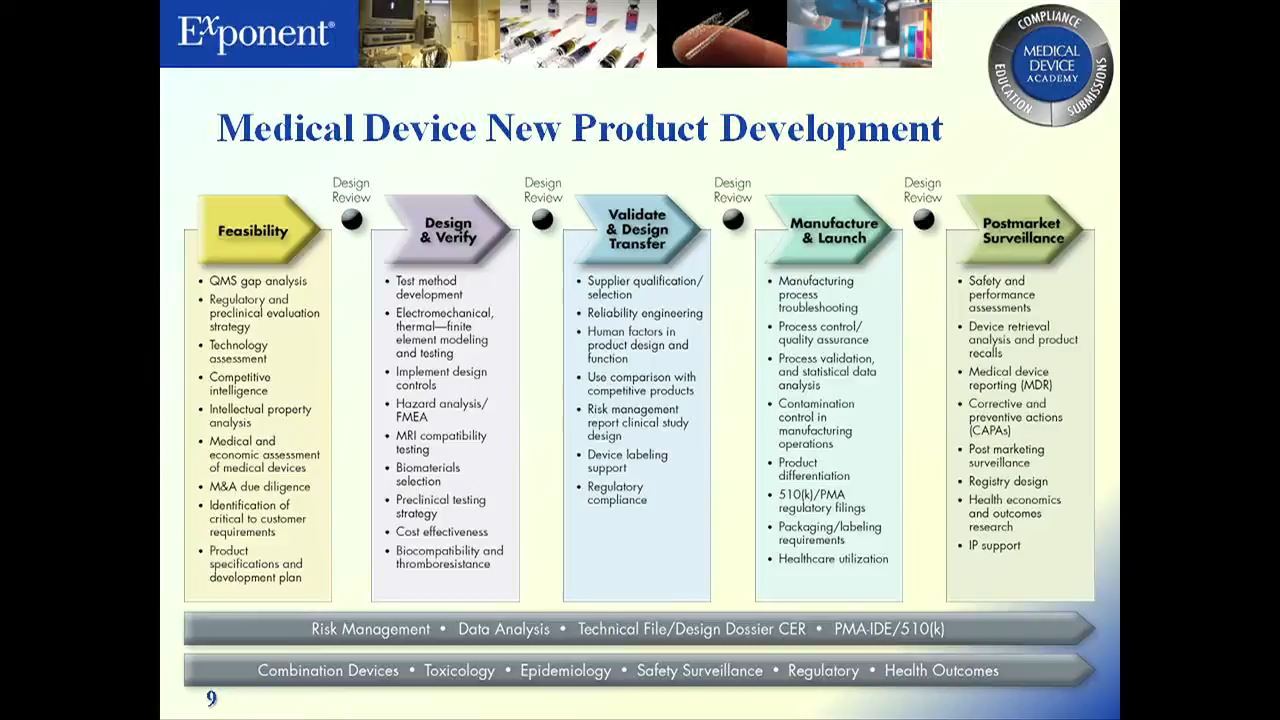 Exponent®
COMPLIANCE
EDUCATION
SUBMISSIONS
MEDICAL
DEVICE
ACADEMY
Medical Device New Product Development
Design
Review
Design
Review
Design
Review
Design
Review
Feasibility
• QMS gap analysis
• Regulatory and
preclinical evaluation
strategy
• Technology
assessment
• Competitive
intelligence
• Intellectual property
analysis
• Medical and
economic assessment
of medical devices
• M&A due diligence
• Identification of
critical to customer
requirements
• Product
specifications and
development plan
Design
& Verify
• Test method
development
• Electromechanical,
thermal—finite
element modeling
and testing
• Implement design
controls
• Hazard analysis/
FMEA
• MRI compatibility
testing
• Biomaterials
selection
• Preclinical testing
strategy
• Cost effectiveness
• Biocompatibility and
thromboresistance
Validate
& Design
Transfer
• Supplier qualification/
selection
• Reliability engineering
• Human factors in
product design and
function
• Use comparison with
competitive products
• Risk management
report clinical study
design
• Device labeling
support
• Regulatory
compliance
Manufacture
& Launch
• Manufacturing
process
troubleshooting
• Process control/
quality assurance
• Process validation,
and statistical data
analysis
• Contamination
control in
manufacturing
operations
• Product
differentiation
• 510(k)/PMA
regulatory filings
• Packaging/labeling
requirements
• Healthcare utilization
Postmarket
Surveillance
• Safety and
performance
assessments
• Device retrieval
analysis and product
recalls
• Medical device
reporting (MDR)
• Corrective and
preventive actions
(CAPAs)
• Post marketing
surveillance
• Registry design
• Health economics
and outcomes
research
• IP support
Risk Management • Data Analysis • Technical File/Design Dossier CER • PMA-IDE/510(k)
Combination Devices • Toxicology • Epidemiology • Safety Surveillance • Regulatory • Health Outcomes
9